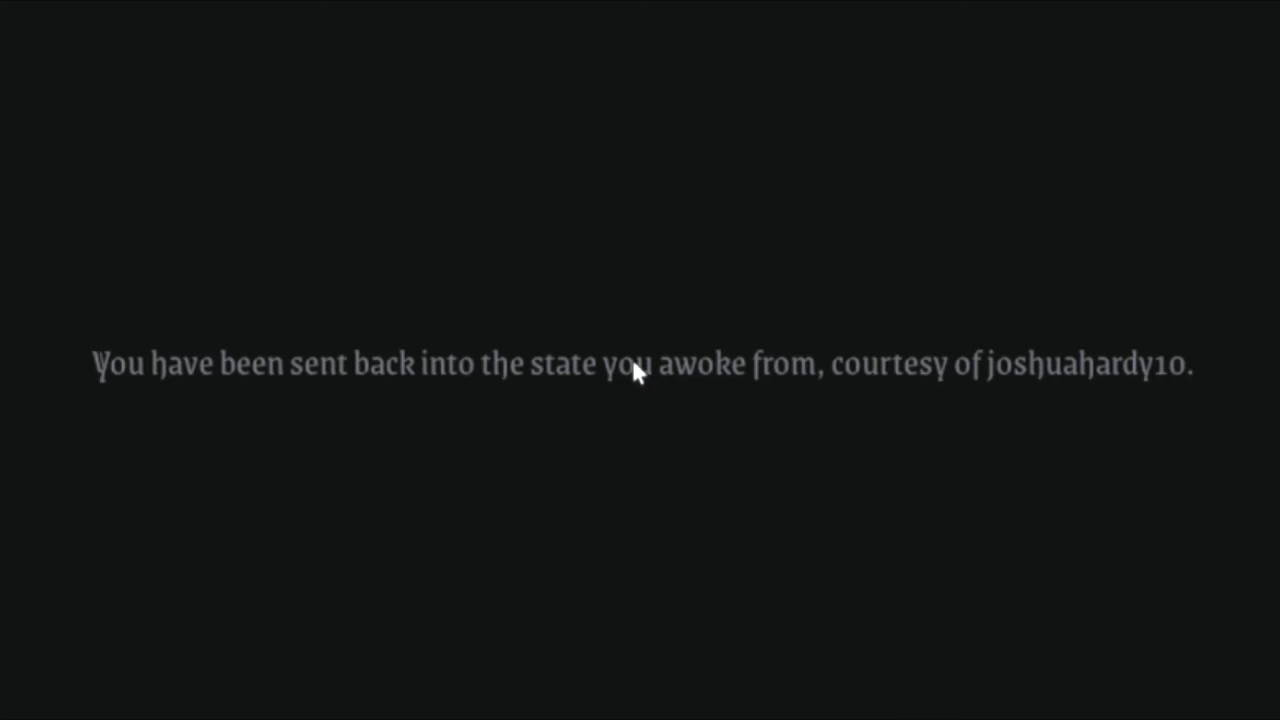 You have been sent back into the state you awoke from, courtesy of joshuahardy10.